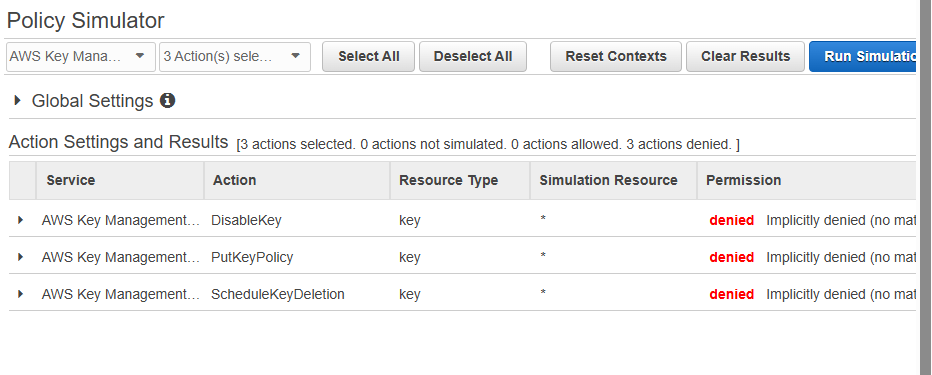 Policy Simulator
AWS Key Mana... 3 Action(s) sele... Select All Deselect All Reset Contexts Clear Results Run Simulatio
Global Settings
Action Settings and Results [3 actions selected. 0 actions not simulated. 0 actions allowed. 3 actions denied. ]
Service Action Resource Type Simulation Resource Permission
AWS Key Management... DisableKey key * denied Implicitly denied (no mat
AWS Key Management... PutKeyPolicy key * denied Implicitly denied (no mat
AWS Key Management... ScheduleKeyDeletion key * denied Implicitly denied (no mat